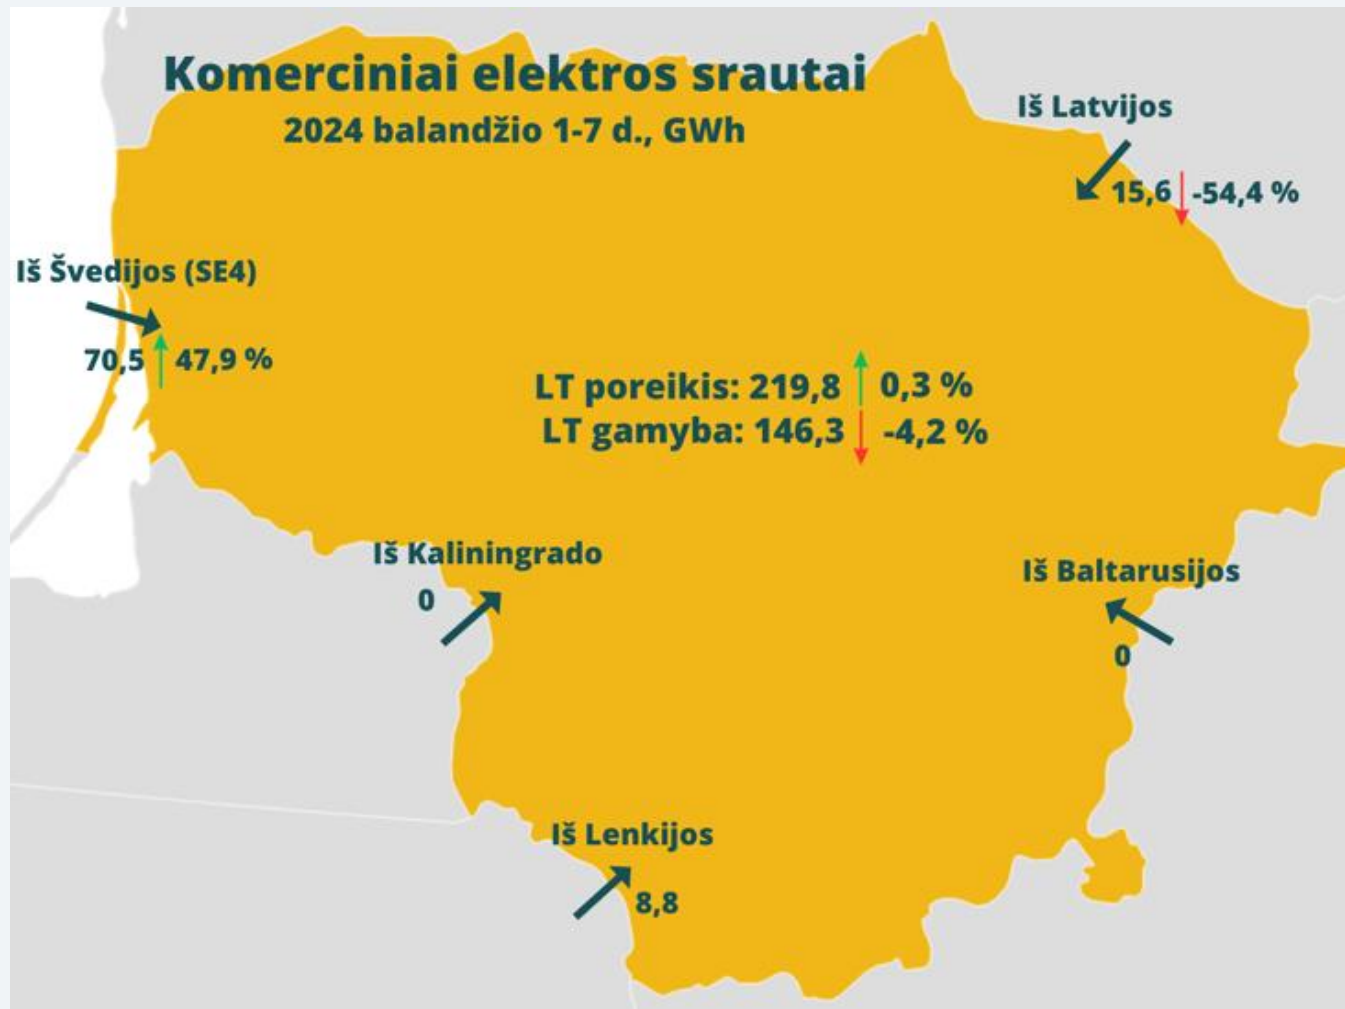 Komerciniai elektros srautai
2024 balandžio 1-7 d., GWh
Iš Latvijos
15,6 -54,4 %
Iš Švedijos (SE4)
70,5 47,9 %
LT poreikis: 219,8 0,3 %
LT gamyba: 146,3 -4,2 %
Iš Kaliningrado
0
Iš Baltarusijos
0
Iš Lenkijos
8,8